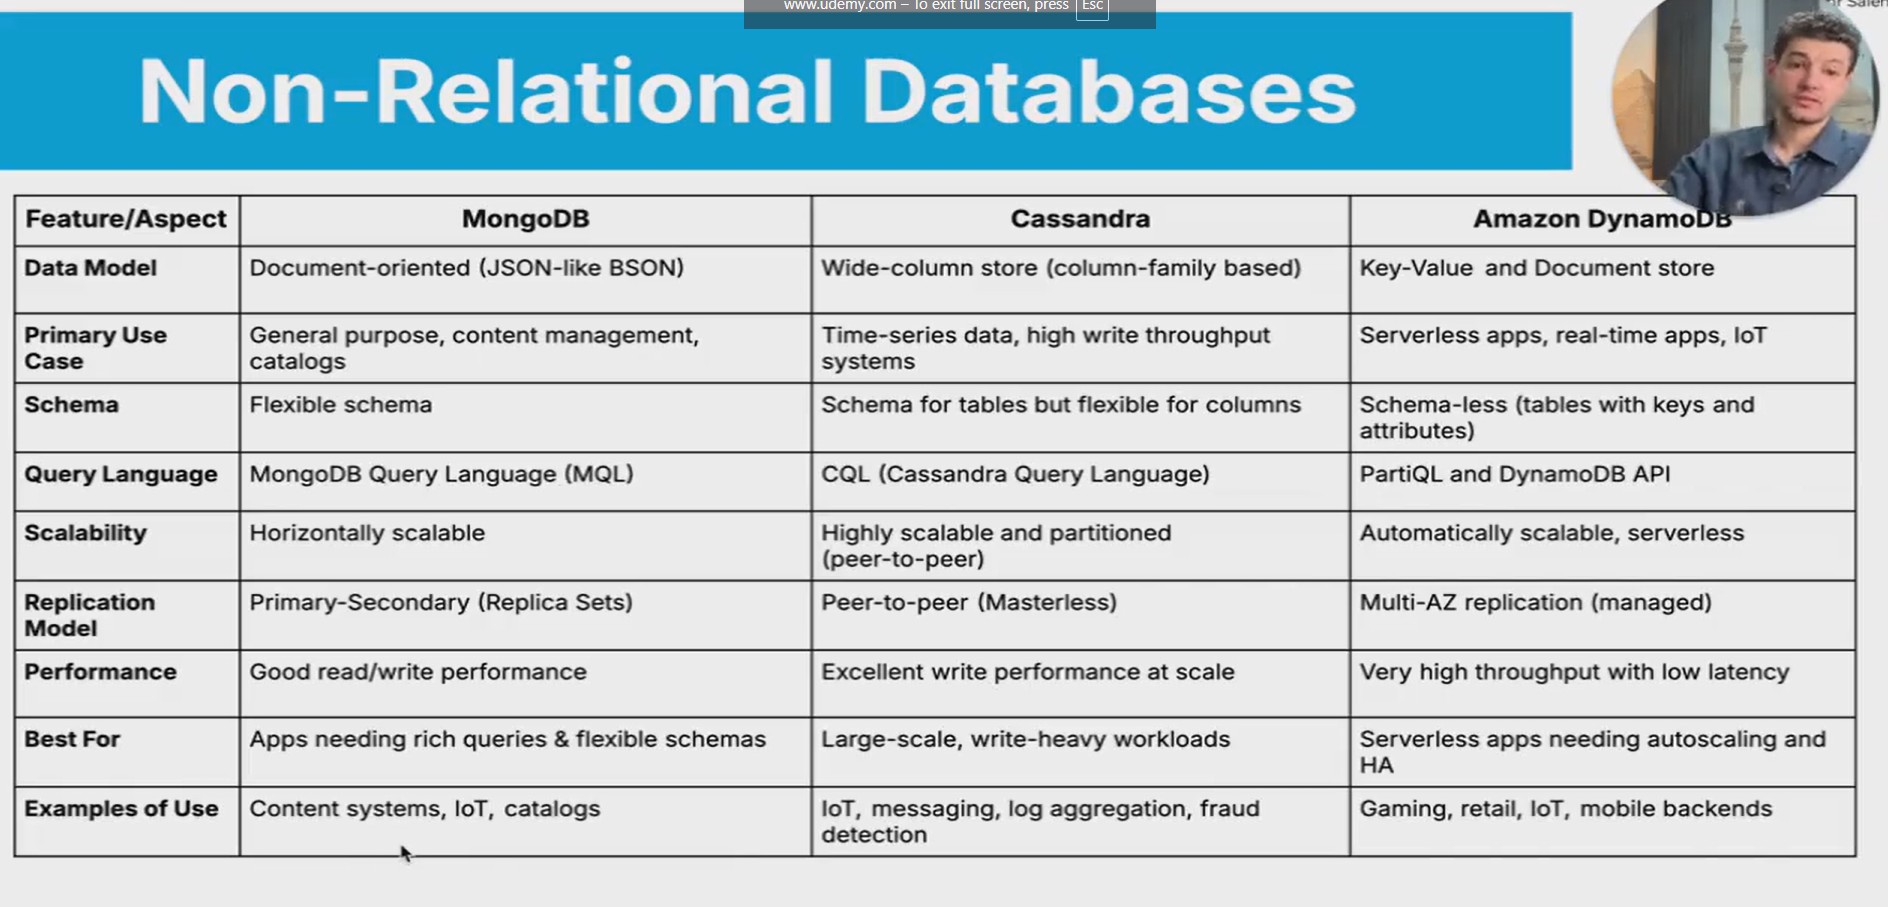 www.udemy.com – To exit full screen, press Esc
Non-Relational Databases
Feature/Aspect MongoDB Cassandra Amazon DynamoDB
Data Model Document-oriented (JSON-like BSON) Wide-column store (column-family based) Key-Value and Document store
Primary Use General purpose, content management, Time-series data, high write throughput Serverless apps, real-time apps, IoT
Case catalogs systems
Schema Flexible schema Schema for tables but flexible for columns Schema-less (tables with keys and
attributes)
Query Language MongoDB Query Language (MQL) CQL (Cassandra Query Language) PartiQL and DynamoDB API
Scalability Horizontally scalable Highly scalable and partitioned Automatically scalable, serverless
(peer-to-peer)
Replication Primary-Secondary (Replica Sets) Peer-to-peer (Masterless) Multi-AZ replication (managed)
Model
Performance Good read/write performance Excellent write performance at scale Very high throughput with low latency
Best For Apps needing rich queries & flexible schemas Large-scale, write-heavy workloads Serverless apps needing autoscaling and
HA
Examples of Use Content systems, IoT, catalogs IoT, messaging, log aggregation, fraud Gaming, retail, IoT, mobile backends
detection